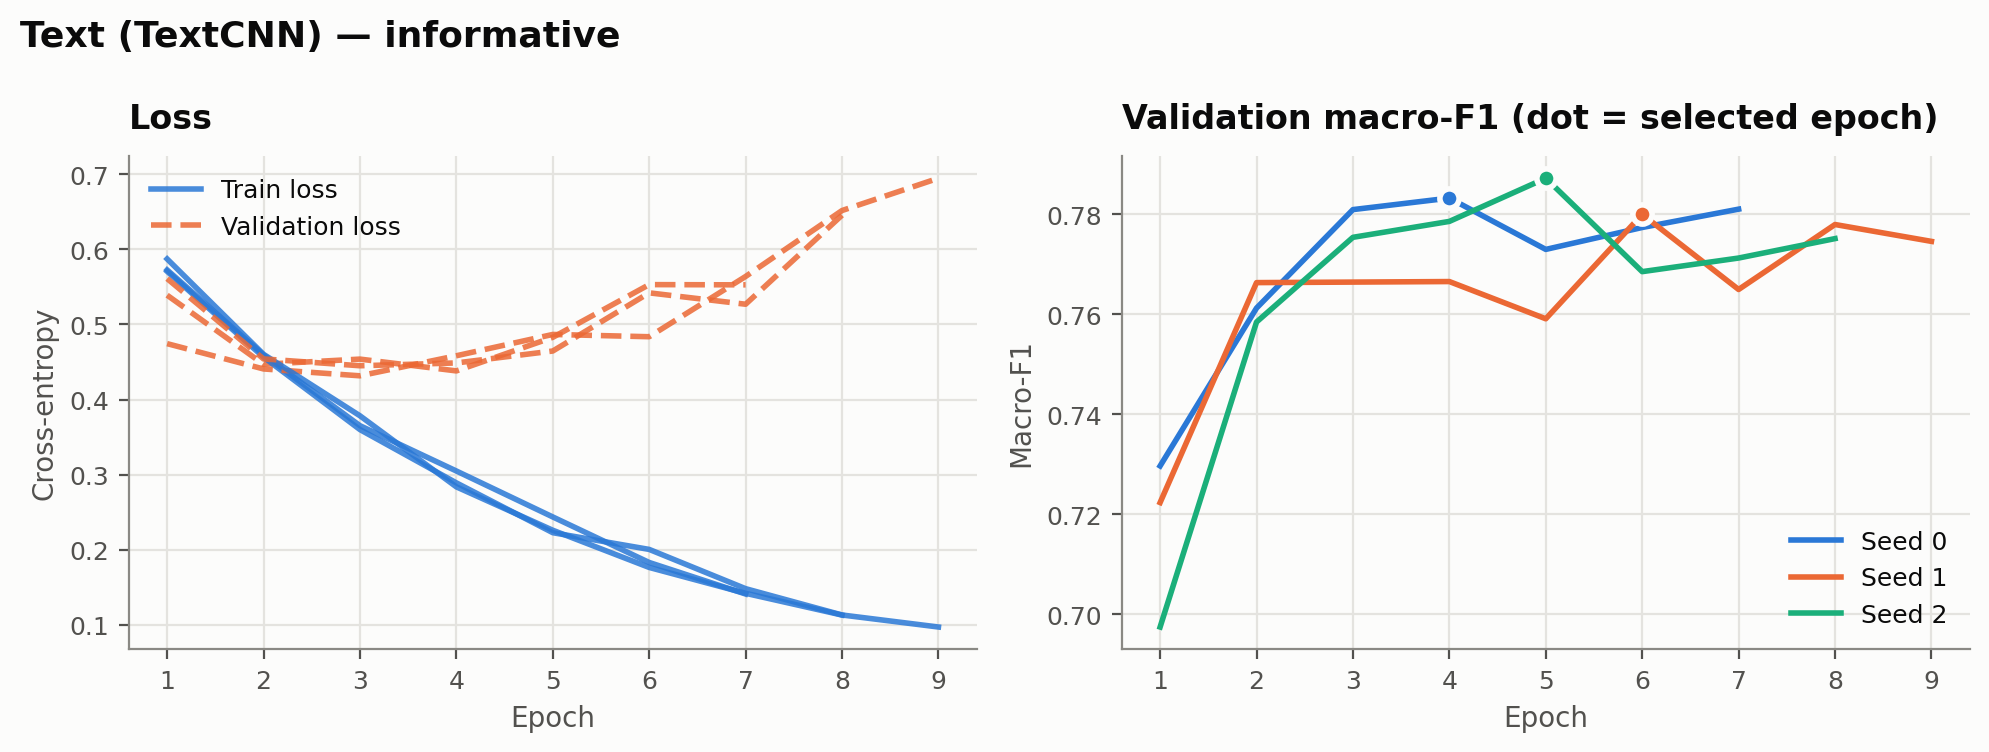 Text (TextCNN) — informative
Loss
0.7
0.6
0.5
0.4
0.3
0.2
0.1
Cross-entropy
Train loss
Validation loss
1 2 3 4 5 6 7 8 9
Epoch
Validation macro-F1 (dot = selected epoch)
0.78
0.76
0.74
0.72
0.70
Macro-F1
Seed 0
Seed 1
Seed 2
1 2 3 4 5 6 7 8 9
Epoch